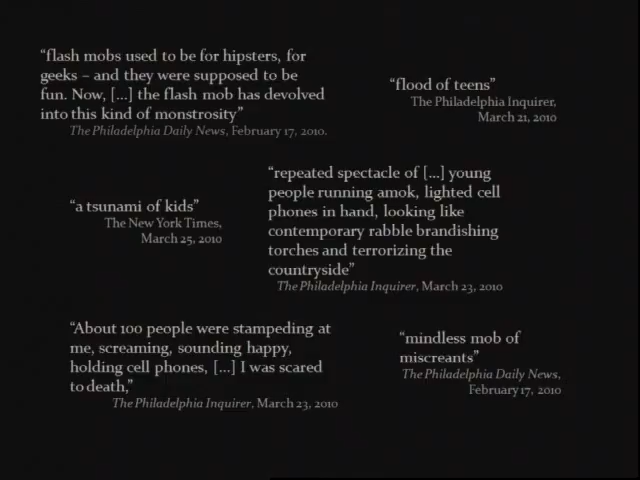 “flash mobs used to be for hipsters, for
geeks – and they were supposed to be
fun. Now, [...] the flash mob has devolved
into this kind of monstrosity”
The Philadelphia Daily News, February 17, 2010.
“flood of teens”
The Philadelphia Inquirer,
March 21, 2010
“a tsunami of kids”
The New York Times,
March 25, 2010
“repeated spectacle of [...] young
people running amok, lighted cell
phones in hand, looking like
contemporary rabble brandishing
torches and terrorizing the
countryside”
The Philadelphia Inquirer, March 23, 2010
“About 100 people were stampeding at
me, screaming, sounding happy,
holding cell phones, [...] I was scared
to death,”
The Philadelphia Inquirer, March 23, 2010
“mindless mob of
miscreants”
The Philadelphia Daily News,
February 17, 2010